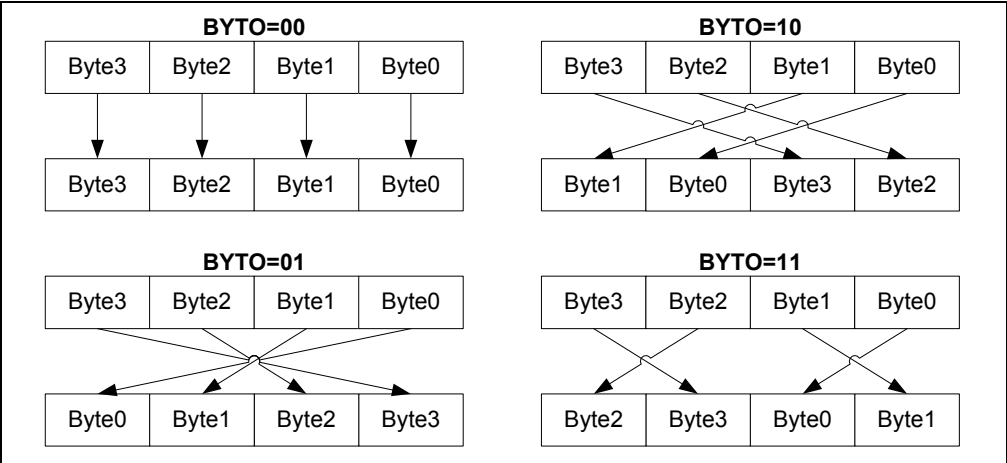 BYTO=00
Byte3 Byte2 Byte1 Byte0
Byte3 Byte2 Byte1 Byte0
BYTO=10
Byte3 Byte2 Byte1 Byte0
Byte1 Byte0 Byte3 Byte2
BYTO=01
Byte3 Byte2 Byte1 Byte0
Byte0 Byte1 Byte2 Byte3
BYTO=11
Byte3 Byte2 Byte1 Byte0
Byte2 Byte3 Byte0 Byte1